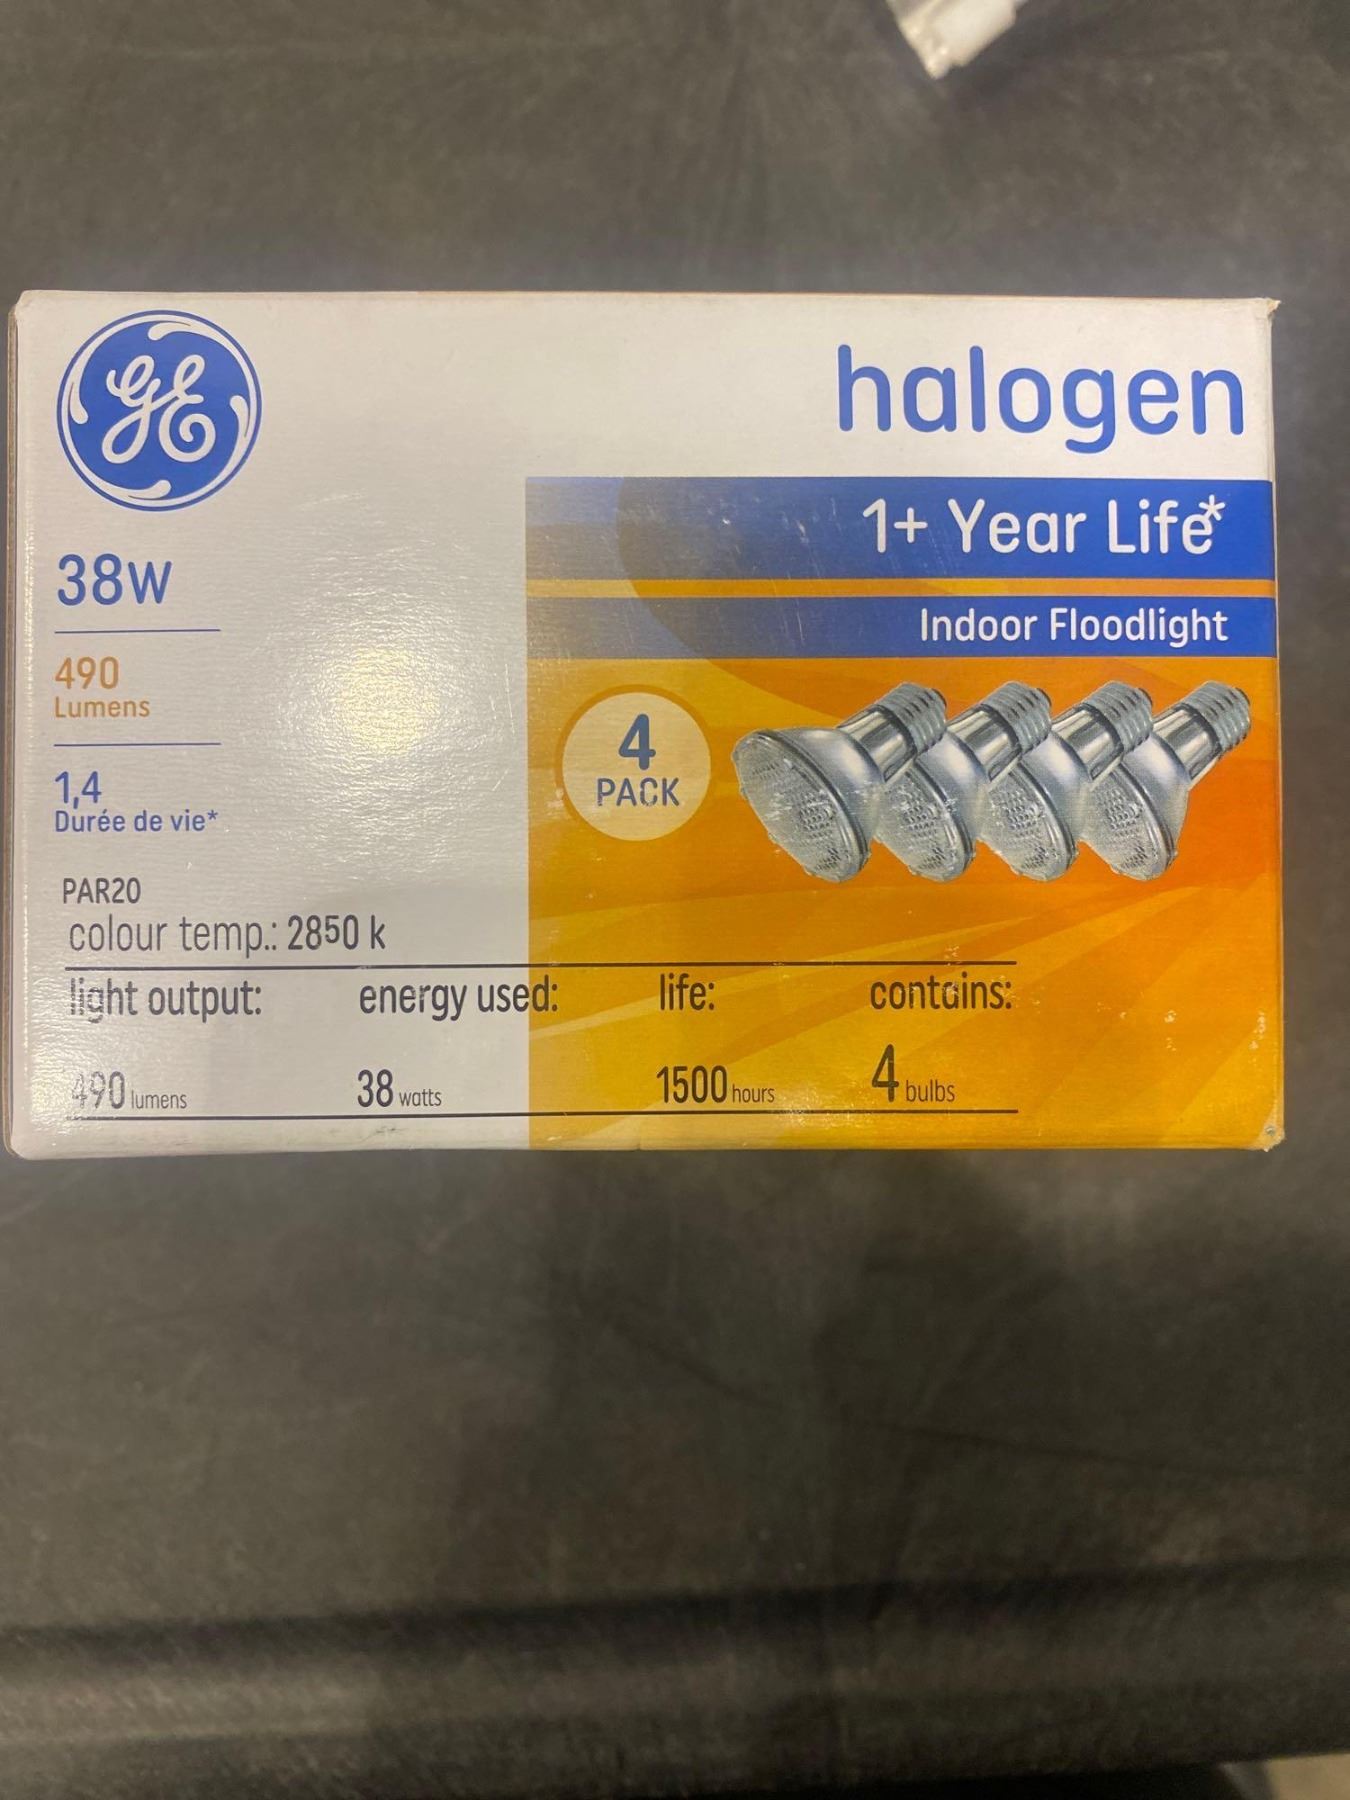 GE
halogen
1+ Year Life*
Indoor Floodlight
38W
490
Lumens
1,4
Durée de vie*
4
PACK
PAR20
colour temp.: 2850 k
light output: energy used: life: contains:
490 lumens 38 watts 1500 hours 4 bulbs